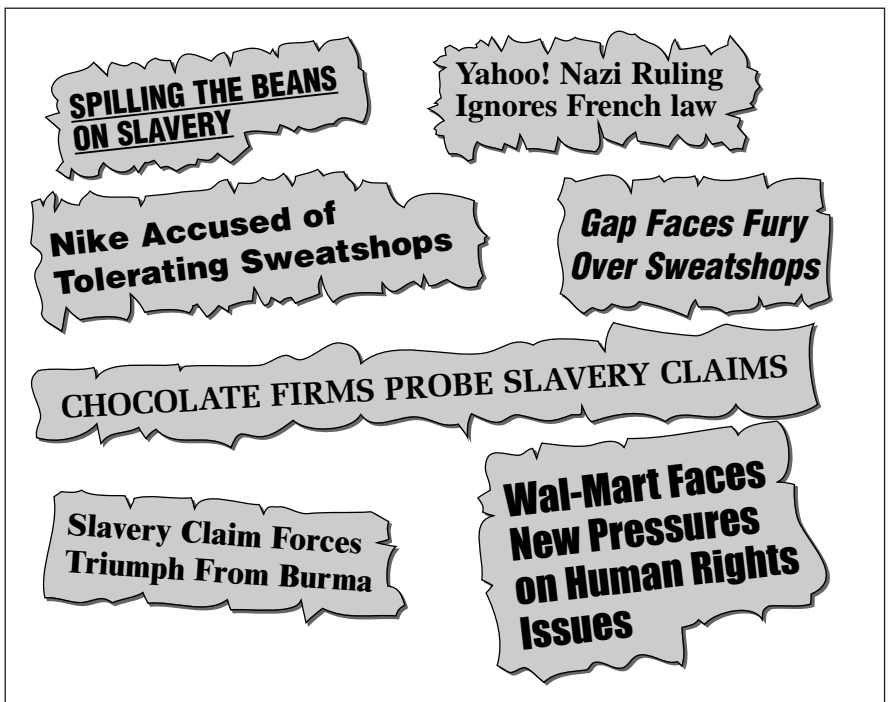 SPILLING THE BEANS
ON SLAVERY
Yahoo! Nazi Ruling
Ignores French law
Nike Accused of
Tolerating Sweatshops
Gap Faces Fury
Over Sweatshops
CHOCOLATE FIRMS PROBE SLAVERY CLAIMS
Slavery Claim Forces
Triumph From Burma
Wal-Mart Faces
New Pressures
on Human Rights
Issues